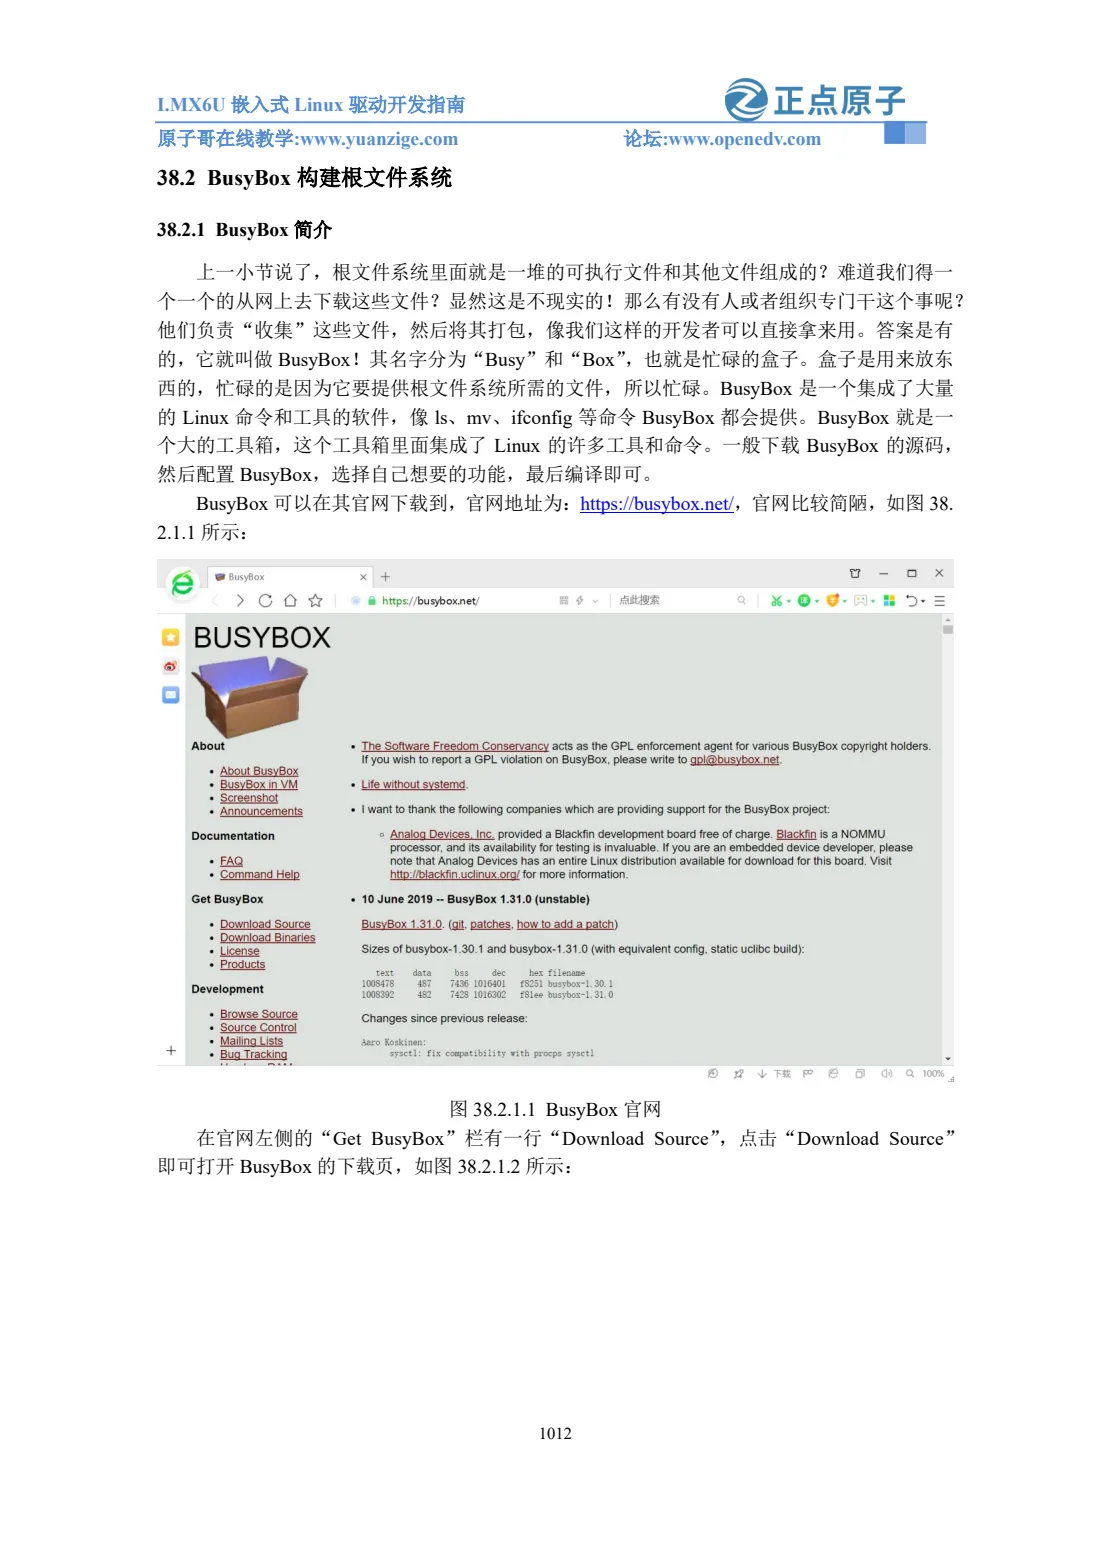 I.MX6U 嵌入式 Linux 驱动开发指南
正点原子
原子哥在线教学:www.yuanzige.com 论坛:www.openedv.com
38.2 BusyBox 构建根文件系统
38.2.1 BusyBox 简介
上一小节说了，根文件系统里面就是一堆的可执行文件和其他文件组成的？难道我们得一
个一个的从网上去下载这些文件？显然这是不现实的！那么有没有人或者组织专门干这个事呢？
他们负责“收集”这些文件，然后将其打包，像我们这样的开发者可以直接拿来用。答案是有
的，它就叫做 BusyBox！其名字分为“Busy”和“Box”，也就是忙碌的盒子。盒子是用来放东
西的，忙碌的是因为它要提供根文件系统所需的文件，所以忙碌。BusyBox 是一个集成了大量
的 Linux 命令和工具的软件，像 ls、mv、ifconfig 等命令 BusyBox 都会提供。BusyBox 就是一
个大的工具箱，这个工具箱里面集成了 Linux 的许多工具和命令。一般下载 BusyBox 的源码，
然后配置 BusyBox，选择自己想要的功能，最后编译即可。
BusyBox 可以在其官网下载到，官网地址为：https://busybox.net/，官网比较简陋，如图 38.
2.1.1 所示：
BusyBox
https://busybox.net/ 点此搜索
BUSYBOX
About
About BusyBox
BusyBox in VM
Screenshot
Announcements
Documentation
FAQ
Command Help
Get BusyBox
Download Source
Download Binaries
License
Products
Development
Browse Source
Source Control
Mailing Lists
Bug Tracking
The Software Freedom Conservancy acts as the GPL enforcement agent for various BusyBox copyright holders.
If you wish to report a GPL violation on BusyBox, please write to gpl@busybox.net.
Life without systemd.
I want to thank the following companies which are providing support for the BusyBox project:
Analog Devices, Inc. provided a Blackfin development board free of charge. Blackfin is a NOMMU
processor, and its availability for testing is invaluable. If you are an embedded device developer, please
note that Analog Devices has an entire Linux distribution available for download for this board. Visit
http://blackfin.uclinux.org/ for more information.
10 June 2019 -- BusyBox 1.31.0 (unstable)
BusyBox 1.31.0. (git, patches, how to add a patch)
Sizes of busybox-1.30.1 and busybox-1.31.0 (with equivalent config, static uclibc build):
text data bss dec hex filename
1008478 487 7436 1016401 f8251 busybox-1.30.1
1008392 482 7428 1016302 f81ee busybox-1.31.0
Changes since previous release:
Aaro Koskinen:
sysctl: fix compatibility with procps sysctl
下载 100%
图 38.2.1.1 BusyBox 官网
在官网左侧的“Get BusyBox”栏有一行“Download Source”，点击“Download Source”
即可打开 BusyBox 的下载页，如图 38.2.1.2 所示：
1012